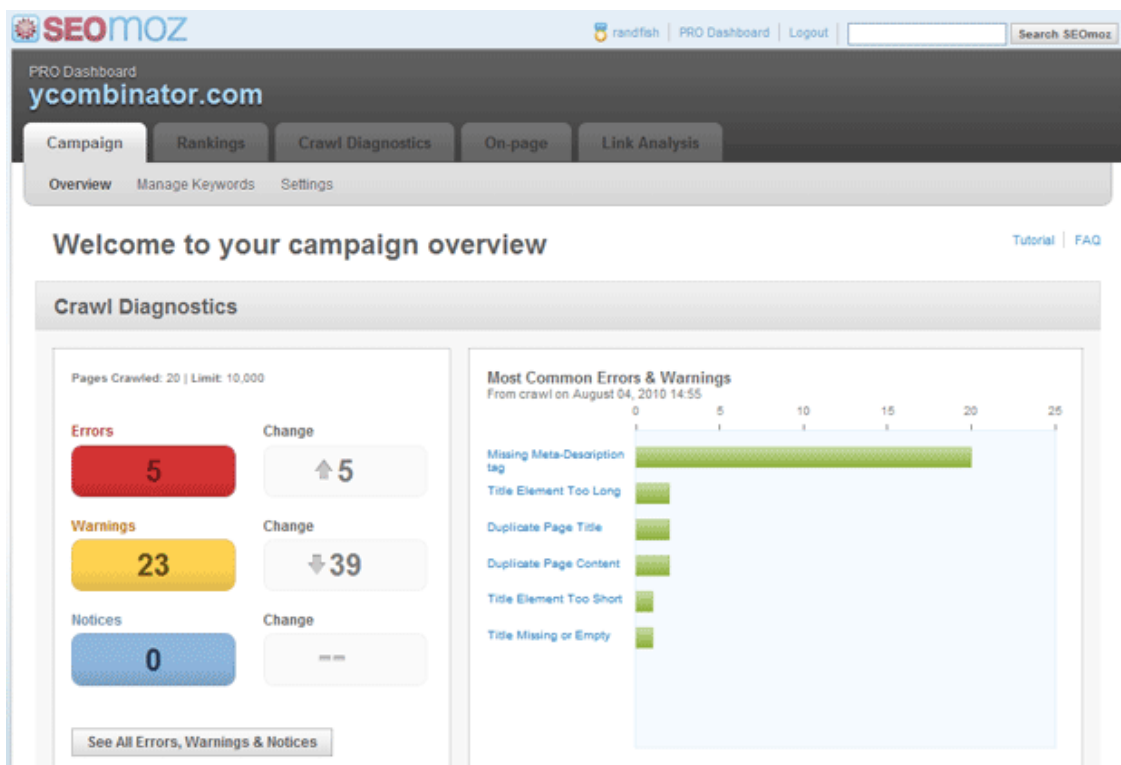 SEOmoz
randfish | PRO Dashboard | Logout | Search SEOmoz
PRO Dashboard
ycombinator.com
Campaign Rankings Crawl Diagnostics On-page Link Analysis
Overview Manage Keywords Settings
Welcome to your campaign overview
Tutorial | FAQ
Crawl Diagnostics
Pages Crawled: 20 | Limit: 10,000
Errors Change
5 5
Warnings Change
23 39
Notices Change
0 --
See All Errors, Warnings & Notices
Most Common Errors & Warnings
From crawl on August 04, 2010 14:55
0 5 10 15 20 25
Missing Meta-Description
tag
Title Element Too Long
Duplicate Page Title
Duplicate Page Content
Title Element Too Short
Title Missing or Empty